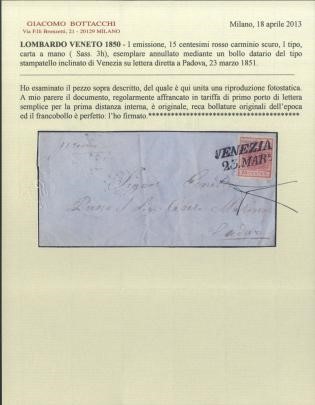 GIACOMO BOTTACCHI
Via F.lli Bronzetti, 21 - 20129 MILANO
Milano, 18 aprile 2013
LOMBARDO VENETO 1850 - I emissione, 15 centesimi rosso carminio scuro, I tipo,
carta a mano ( Sass. 3h), esemplare annullato mediante un bollo datario del tipo
stampatello inclinato di Venezia su lettera diretta a Padova, 23 marzo 1851.
Ho esaminato il pezzo sopra descritto, del quale è qui unita una riproduzione fotostatica.
A mio parere il documento, regolarmente affrancato in tariffa di primo porto di lettera
semplice per la prima distanza interna, è originale, reca bollature originali dell'epoca
ed il francobollo è perfetto: l'ho firmato.***************************************
VENEZIA
23. MAR.